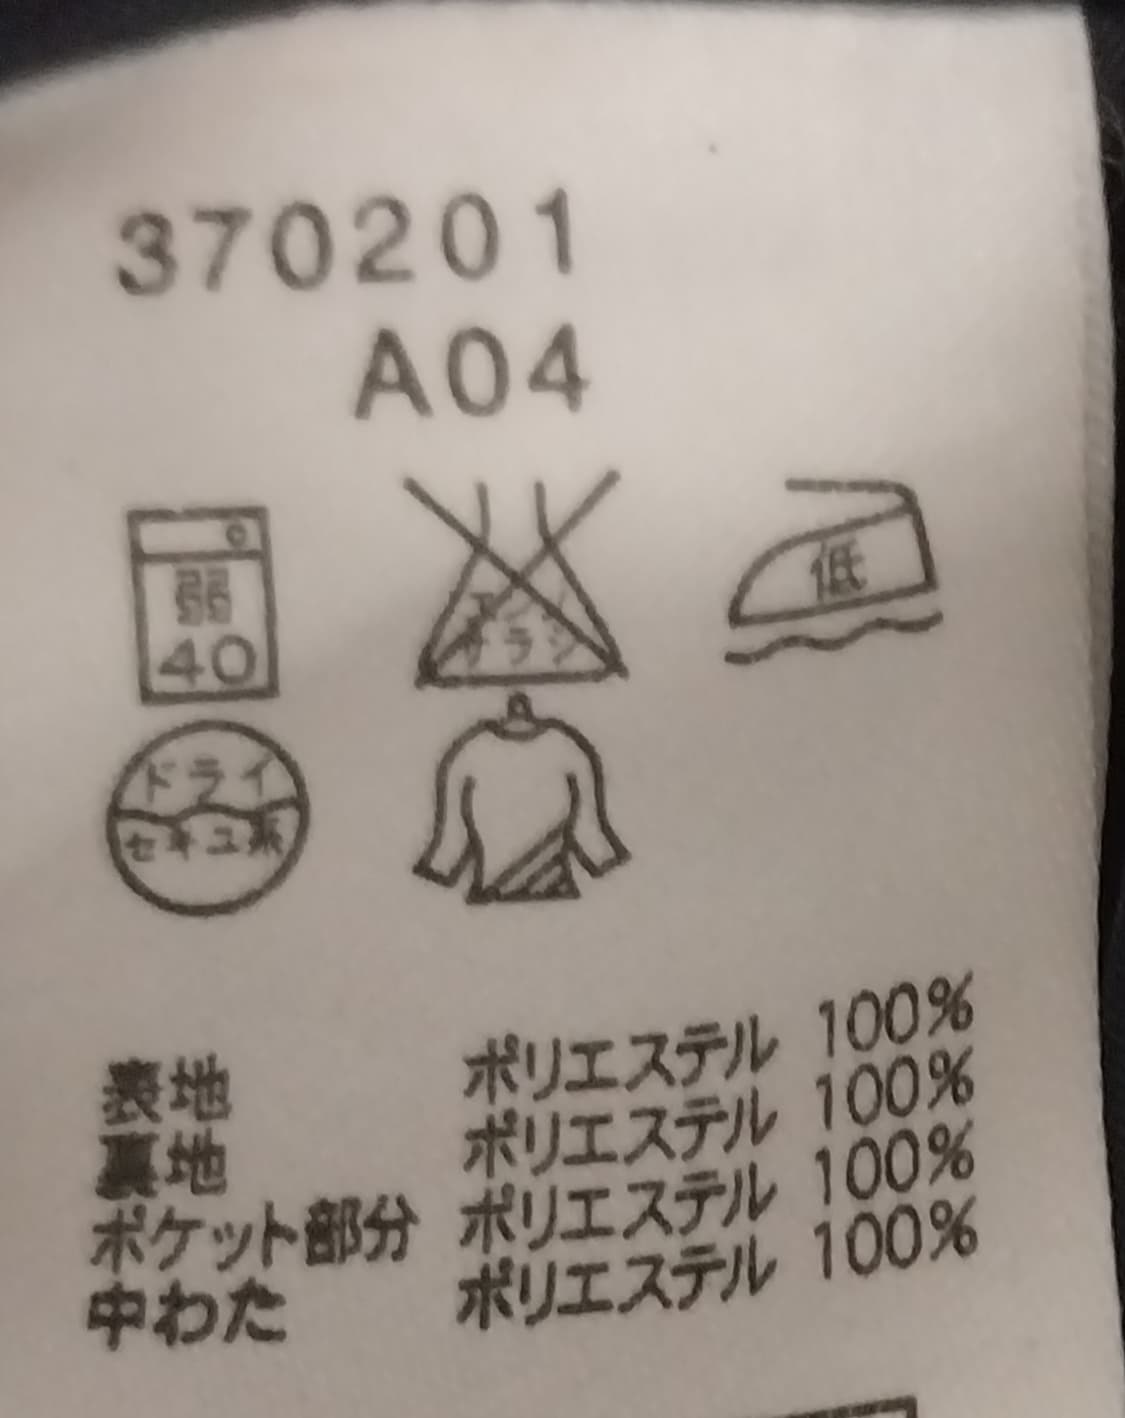 370201
A04
弱
40
エンソ
サラシ
低
ドライ
セキユ系
表地 ポリエステル 100%
裏地 ポリエステル 100%
ポケット部分 ポリエステル 100%
中わた ポリエステル 100%